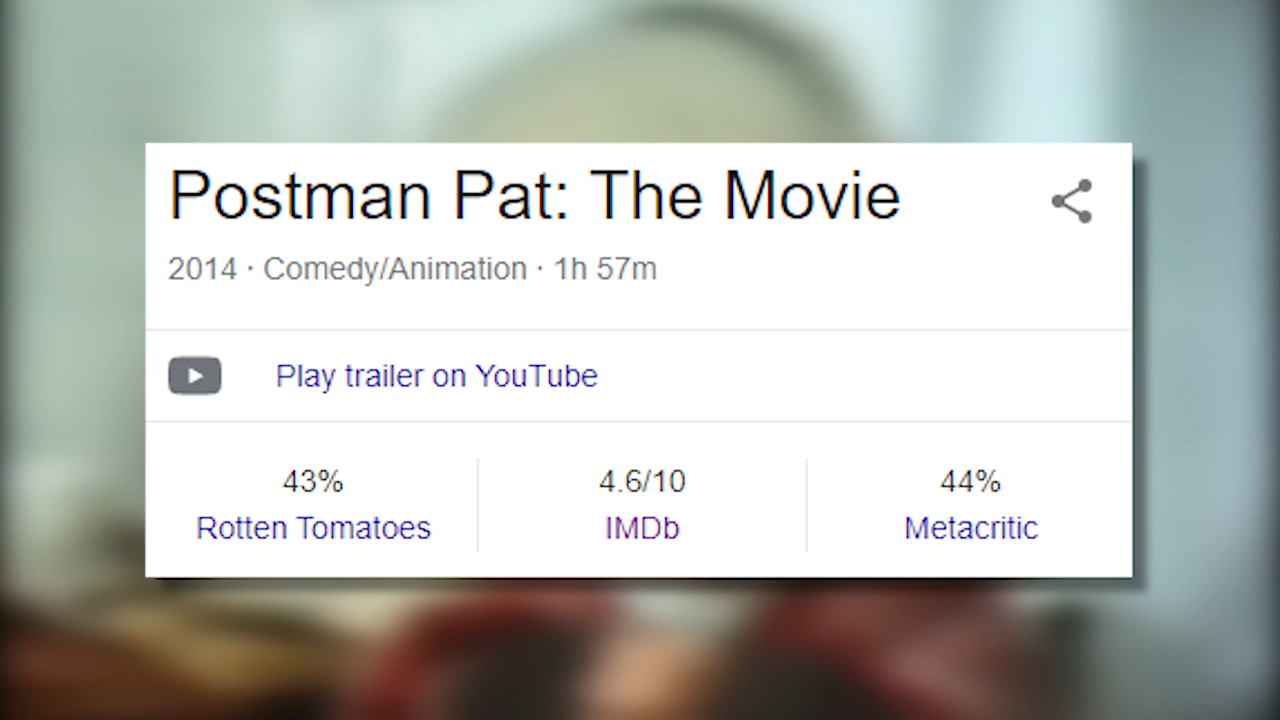 Postman Pat: The Movie
2014 · Comedy/Animation · 1h 57m
Play trailer on YouTube
43%
Rotten Tomatoes
4.6/10
IMDb
44%
Metacritic